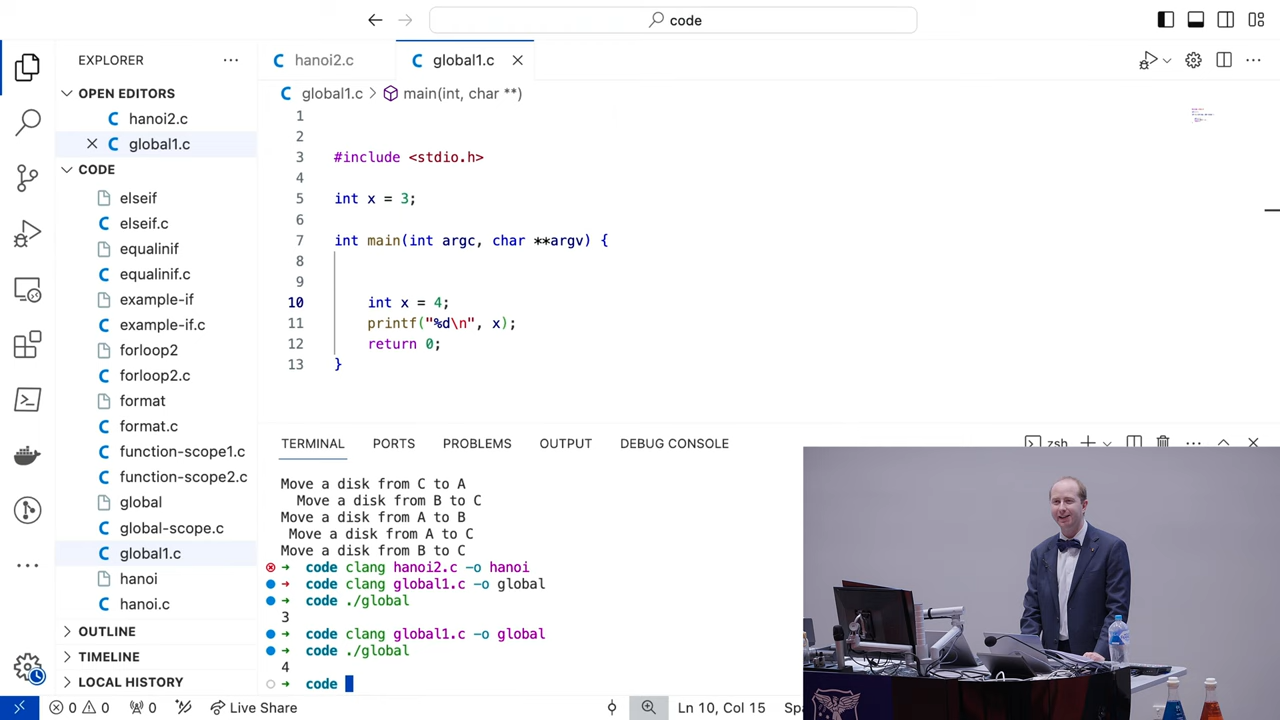 code
EXPLORER
OPEN EDITORS
hanoi2.c
global1.c
CODE
elseif
elseif.c
equalinif
equalinif.c
example-if
example-if.c
forloop2
forloop2.c
format
format.c
function-scope1.c
function-scope2.c
global
global-scope.c
global1.c
hanoi
hanoi.c
OUTLINE
TIMELINE
LOCAL HISTORY
hanoi2.c
global1.c
global1.c > main(int, char **)
1
2
3 #include <stdio.h>
4
5 int x = 3;
6
7 int main(int argc, char **argv) {
8
9
10 int x = 4;
11 printf("%d\n", x);
12 return 0;
13 }
TERMINAL PORTS PROBLEMS OUTPUT DEBUG CONSOLE zsh
Move a disk from C to A
Move a disk from B to C
Move a disk from A to B
Move a disk from A to C
Move a disk from B to C
code clang hanoi2.c -o hanoi
code clang global1.c -o global
code ./global
3
code clang global1.c -o global
code ./global
4
code
0 0 0 Live Share Ln 10, Col 15 Spa